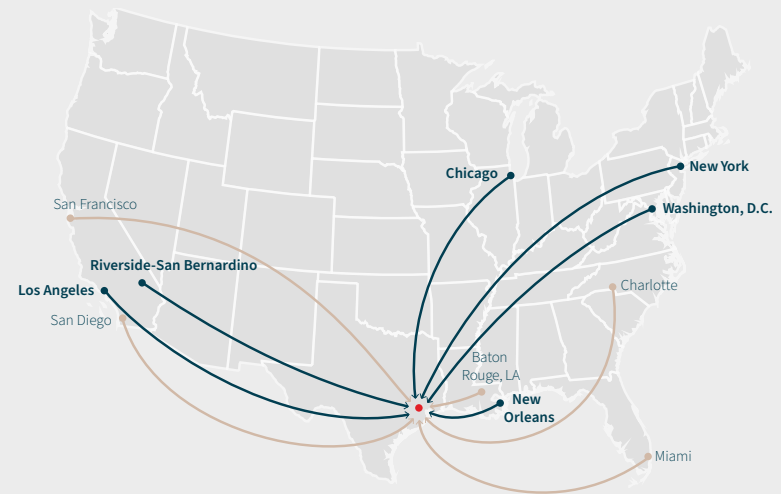 Chicago
New York
San Francisco
Washington, D.C.
Riverside-San Bernardino
Los Angeles
Charlotte
San Diego
Baton
Rouge, LA
New
Orleans
Miami